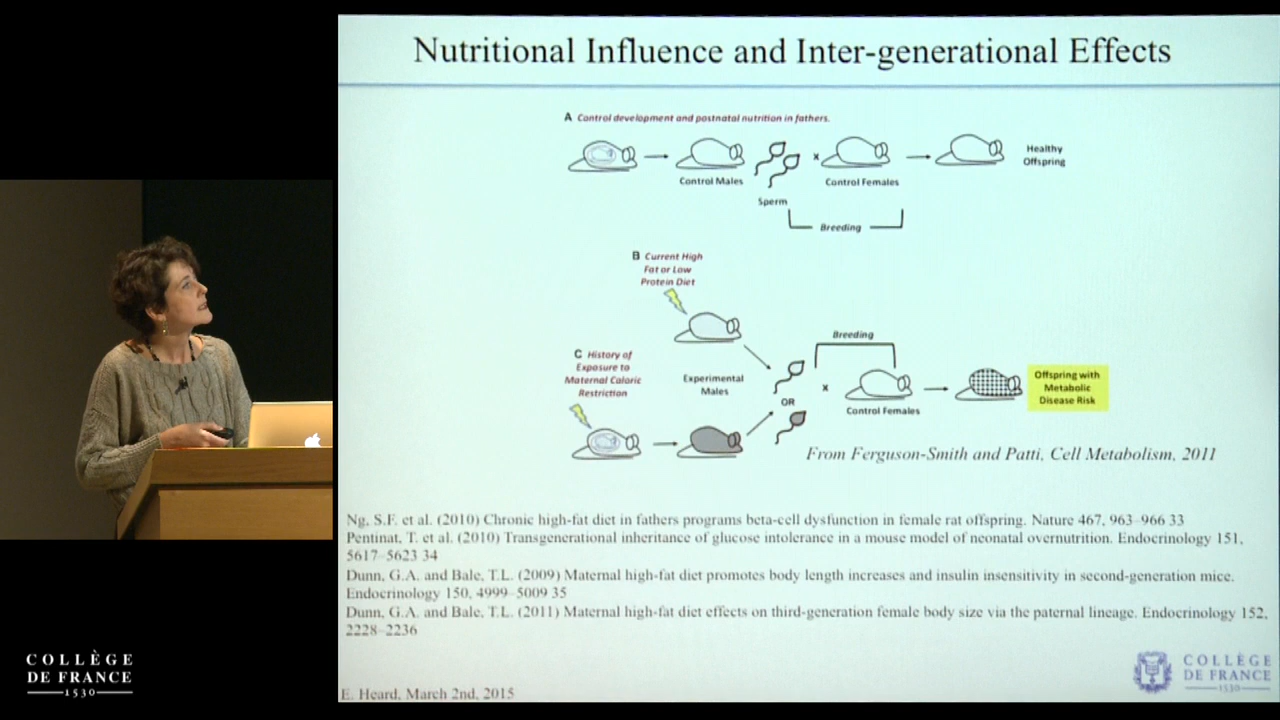 Nutritional Influence and Inter-generational Effects
A Control development and postnatal nutrition in fathers.
Control Males
x
Control Females
Healthy
Offspring
Sperm
Breeding
B Current High
Fat or Low
Protein Diet
C History of
Exposure to
Maternal Caloric
Restriction
Experimental
Males
OR
Breeding
x
Control Females
Offspring with
Metabolic
Disease Risk
From Ferguson-Smith and Patti, Cell Metabolism, 2011
Ng, S.F. et al. (2010) Chronic high-fat diet in fathers programs beta-cell dysfunction in female rat offspring. Nature 467, 963–966 33
Pentinat, T. et al. (2010) Transgenerational inheritance of glucose intolerance in a mouse model of neonatal overnutrition. Endocrinology 151,
5617–5623 34
Dunn, G.A. and Bale, T.L. (2009) Maternal high-fat diet promotes body length increases and insulin insensitivity in second-generation mice.
Endocrinology 150, 4999–5009 35
Dunn, G.A. and Bale, T.L. (2011) Maternal high-fat diet effects on third-generation female body size via the paternal lineage. Endocrinology 152,
2228–2236
E. Heard, March 2nd, 2015
COLLÈGE
DE FRANCE
1530
COLLÈGE
DE FRANCE
1530